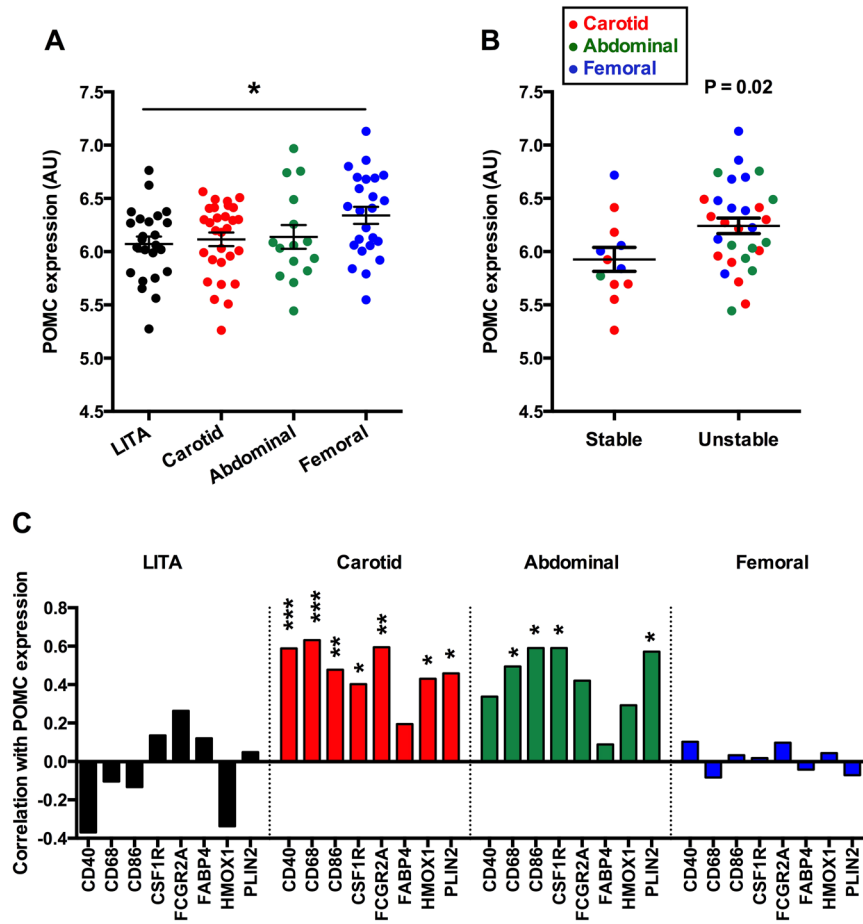 A
POMC expression (AU)
7.5
7.0
6.5
6.0
5.5
5.0
4.5
*
LITA
Carotid
Abdominal
Femoral
B
Carotid
Abdominal
Femoral
P = 0.02
POMC expression (AU)
7.5
7.0
6.5
6.0
5.5
5.0
4.5
Stable
Unstable
C
LITA
Carotid
Abdominal
Femoral
Correlation with POMC expression
0.8
0.6
0.4
0.2
0.0
-0.2
-0.4
***
***
**
*
**
*
*
*
*
*
*
CD40
CD68
CD86
CSF1R
FCGR2A
FABP4
HMOX1
PLIN2
CD40
CD68
CD86
CSF1R
FCGR2A
FABP4
HMOX1
PLIN2
CD40
CD68
CD86
CSF1R
FCGR2A
FABP4
HMOX1
PLIN2
CD40
CD68
CD86
CSF1R
FCGR2A
FABP4
HMOX1
PLIN2